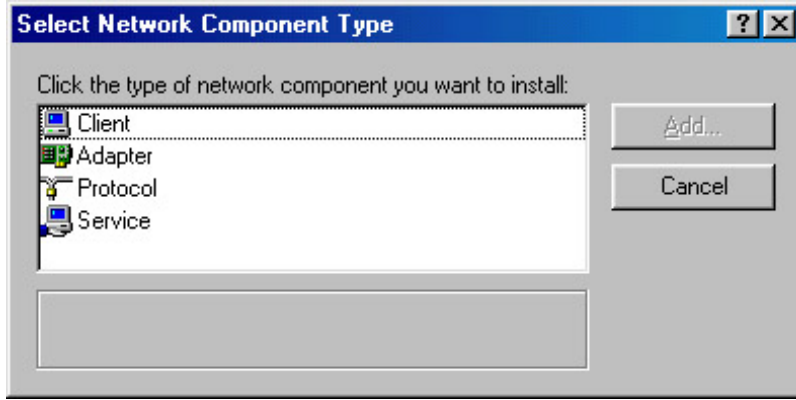 Select Network Component Type
Click the type of network component you want to install:
Client
Adapter
Protocol
Service
Add...
Cancel